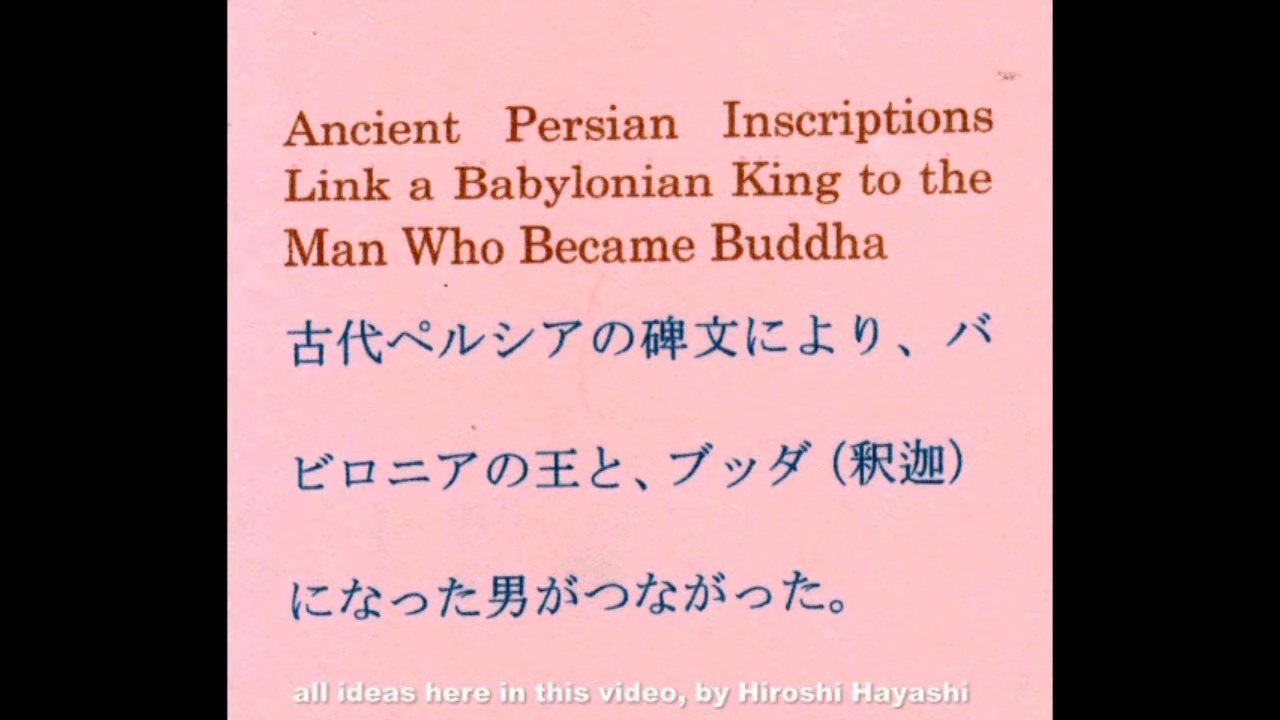 Ancient Persian Inscriptions
Link a Babylonian King to the
Man Who Became Buddha
古代ペルシアの碑文により、バ
ビロニアの王と、ブッダ（釈迦）
になった男がつながった。
all ideas here in this video, by Hiroshi Hayashi